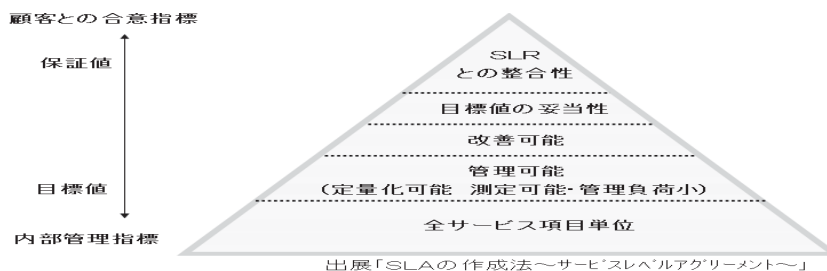 顧客との合意指標
保証値
目標値
内部管理指標
SLR
との整合性
目標値の妥当性
改善可能
管理可能
(定量化可能 測定可能・管理負荷小)
全サービス項目単位
出展「SLAの作成法～サービスレベルアグリーメント～」